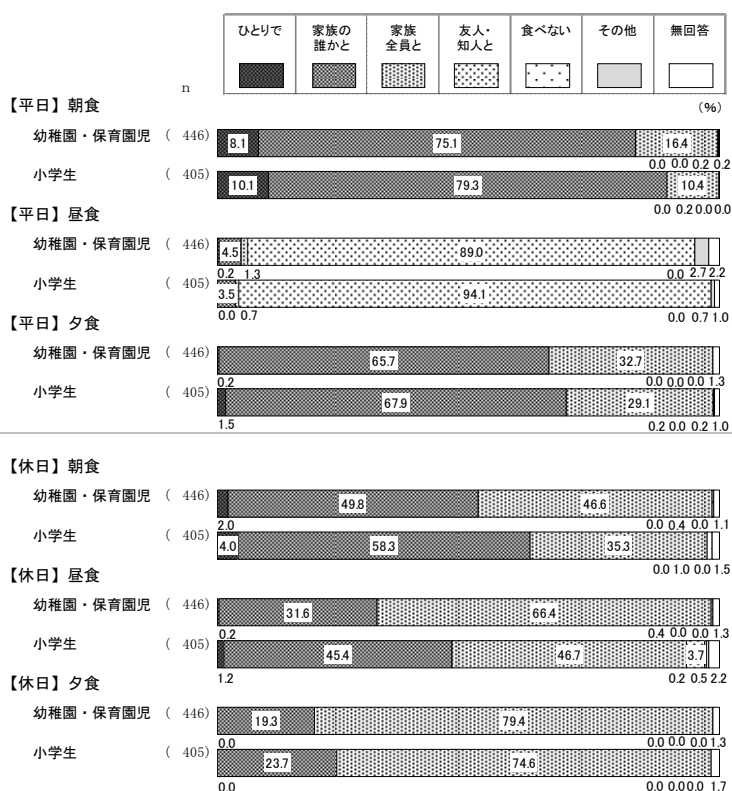 ひとりで 家族の誰かと 家族全員と 友人・知人と 食べない その他 無回答
n
(%)
【平日】朝食
幼稚園・保育園児 ( 446) 8.1 75.1 16.4
0.0 0.0 0.2 0.2
小学生 ( 405) 10.1 79.3 10.4
0.0 0.2 0.0 0.0
【平日】昼食
幼稚園・保育園児 ( 446) 4.5 89.0
0.2 1.3 0.0 2.7 2.2
小学生 ( 405) 3.5 94.1
0.0 0.7 0.0 0.7 1.0
【平日】夕食
幼稚園・保育園児 ( 446) 65.7 32.7
0.2 0.0 0.0 0.0 1.3
小学生 ( 405) 67.9 29.1
1.5 0.2 0.0 0.2 1.0
【休日】朝食
幼稚園・保育園児 ( 446) 49.8 46.6
2.0 0.0 0.4 0.0 1.1
小学生 ( 405) 4.0 58.3 35.3
0.0 1.0 0.0 1.5
【休日】昼食
幼稚園・保育園児 ( 446) 31.6 66.4
0.2 0.4 0.0 0.0 1.3
小学生 ( 405) 45.4 46.7 3.7
1.2 0.2 0.5 2.2
【休日】夕食
幼稚園・保育園児 ( 446) 19.3 79.4
0.0 0.0 0.0 0.0 1.3
小学生 ( 405) 23.7 74.6
0.0 0.0 0.0 0.0 1.7